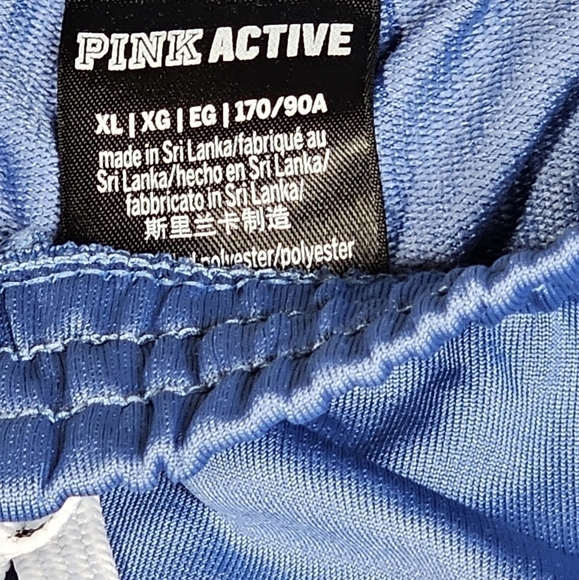 PINK ACTIVE
XL | XG | EG | 170/90A
made in Sri Lanka/fabriqué au
Sri Lanka/hecho en Sri Lanka/
fabbricato in Sri Lanka/
斯里兰卡制造
polyester/polyester